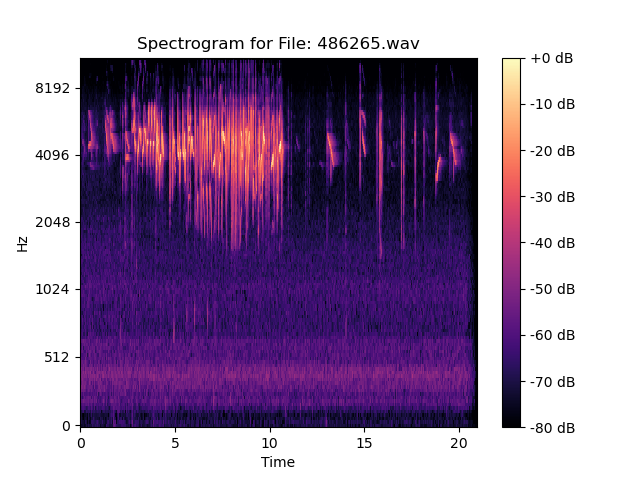 Spectrogram for File: 486265.wav
8192
4096
2048
1024
512
0
Hz
0
5
10
15
20
Time
+0 dB
-10 dB
-20 dB
-30 dB
-40 dB
-50 dB
-60 dB
-70 dB
-80 dB